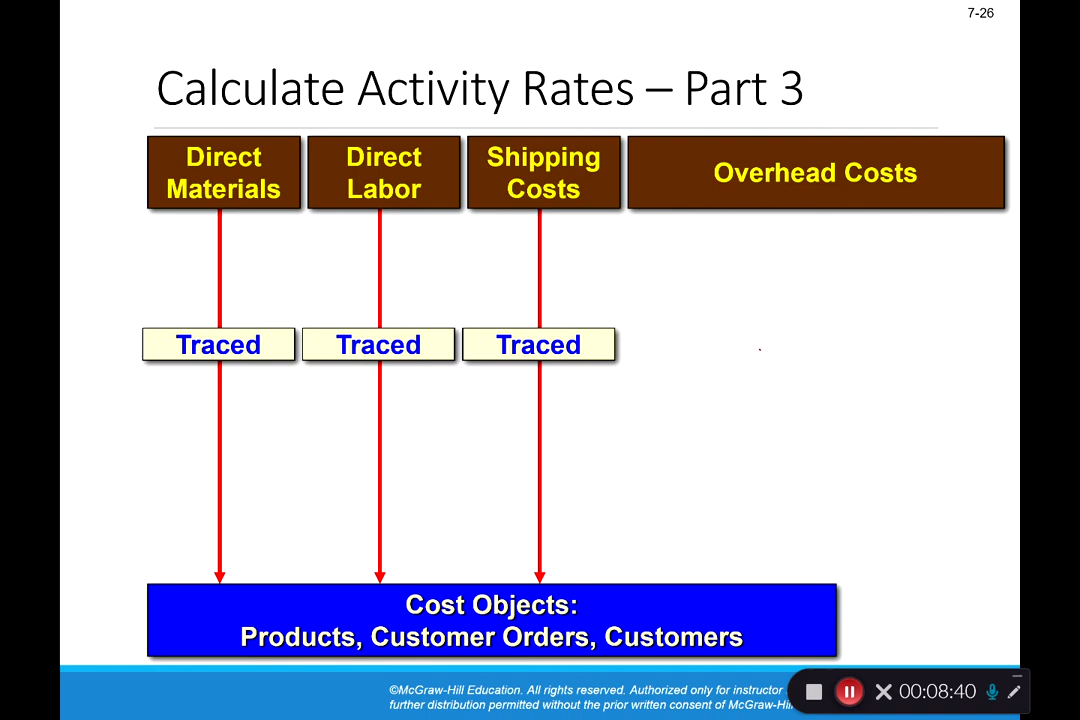 7-26
Calculate Activity Rates – Part 3
Direct
Materials
Direct
Labor
Shipping
Costs
Overhead Costs
Traced
Traced
Traced
Cost Objects:
Products, Customer Orders, Customers
©McGraw-Hill Education. All rights reserved. Authorized only for instructor
further distribution permitted without the prior written consent of McGraw-Hil
00:08:40